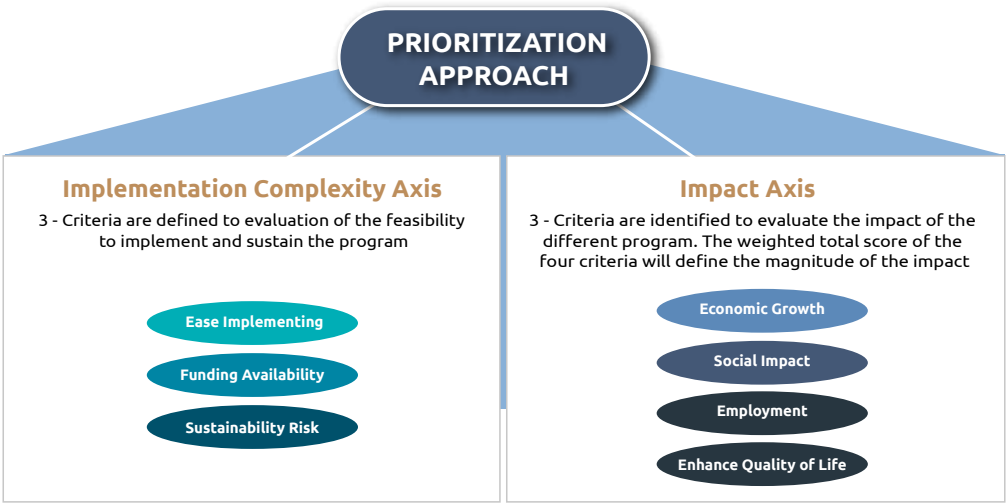 PRIORITIZATION
APPROACH
Implementation Complexity Axis
3 - Criteria are defined to evaluation of the feasibility
to implement and sustain the program
Ease Implementing
Funding Availability
Sustainability Risk
Impact Axis
3 - Criteria are identified to evaluate the impact of the
different program. The weighted total score of the
four criteria will define the magnitude of the impact
Economic Growth
Social Impact
Employment
Enhance Quality of Life